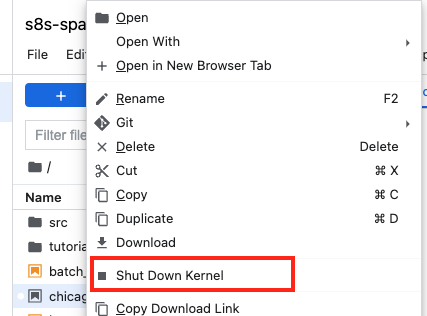 s8s-spa
File
Edi
Open
Open With
Open in New Browser Tab
Rename F2
Git
Delete Delete
Cut ⌘ X
Copy ⌘ C
Duplicate ⌘ D
Download
Shut Down Kernel
Copy Download Link
+
Filter file
/
Name
src
tutoria
batch_
chicag